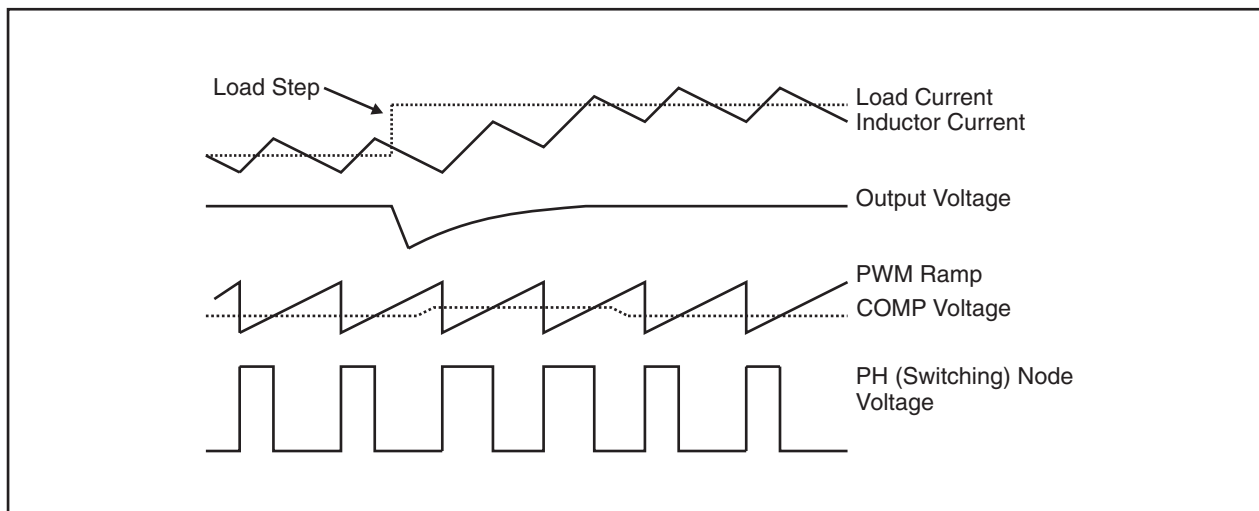 Load Step
Load Current
Inductor Current
Output Voltage
PWM Ramp
COMP Voltage
PH (Switching) Node
Voltage